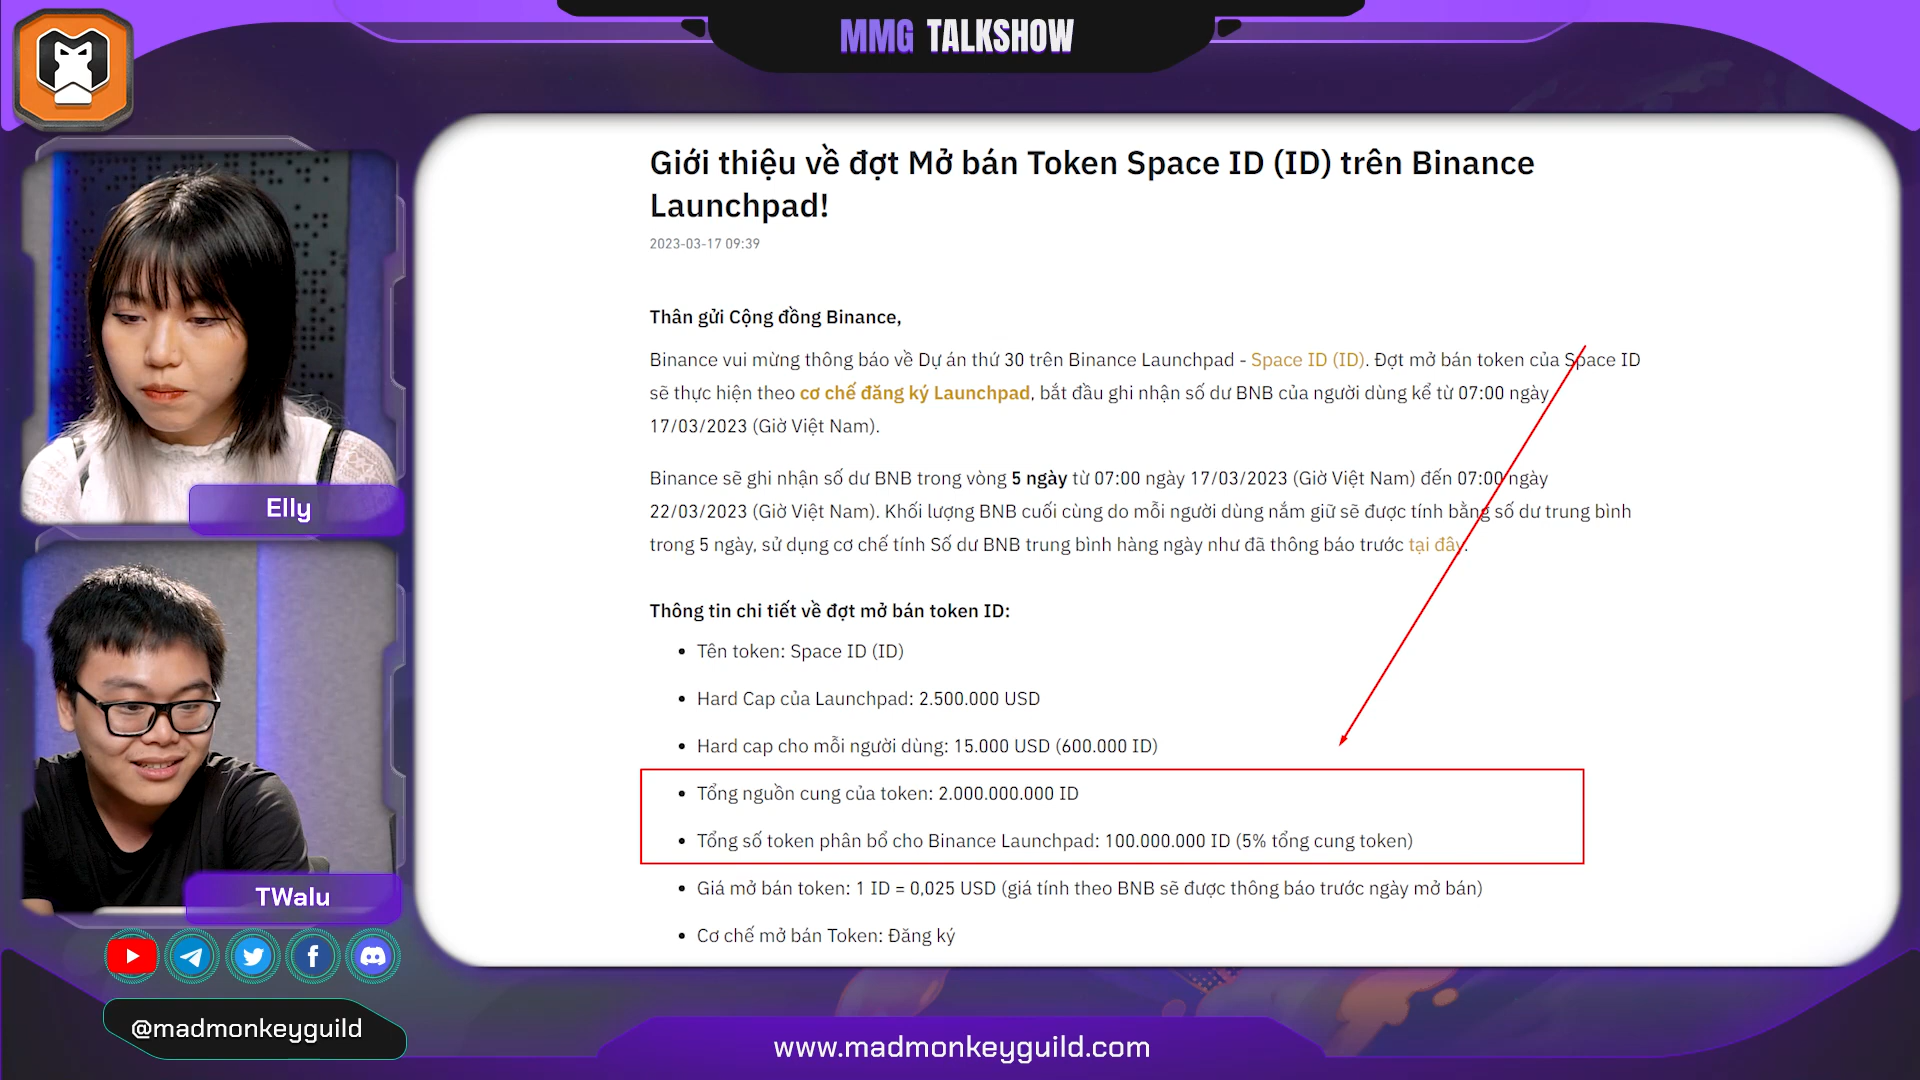 MMG TALKSHOW
Giới thiệu về đợt Mở bán Token Space ID (ID) trên Binance
Launchpad!
2023-03-17 09:39
Thân gửi Cộng đồng Binance,
Binance vui mừng thông báo về Dự án thứ 30 trên Binance Launchpad - Space ID (ID). Đợt mở bán token của Space ID
sẽ thực hiện theo cơ chế đăng ký Launchpad, bắt đầu ghi nhận số dư BNB của người dùng kể từ 07:00 ngày
17/03/2023 (Giờ Việt Nam).
Binance sẽ ghi nhận số dư BNB trong vòng 5 ngày từ 07:00 ngày 17/03/2023 (Giờ Việt Nam) đến 07:00 ngày
22/03/2023 (Giờ Việt Nam). Khối lượng BNB cuối cùng do mỗi người dùng nắm giữ sẽ được tính bằng số dư trung bình
trong 5 ngày, sử dụng cơ chế tính Số dư BNB trung bình hàng ngày như đã thông báo trước tại đây.
Thông tin chi tiết về đợt mở bán token ID:
• Tên token: Space ID (ID)
• Hard Cap của Launchpad: 2.500.000 USD
• Hard cap cho mỗi người dùng: 15.000 USD (600.000 ID)
• Tổng nguồn cung của token: 2.000.000.000 ID
• Tổng số token phân bổ cho Binance Launchpad: 100.000.000 ID (5% tổng cung token)
• Giá mở bán token: 1 ID = 0,025 USD (giá tính theo BNB sẽ được thông báo trước ngày mở bán)
• Cơ chế mở bán Token: Đăng ký
Elly
TWalu
@madmonkeyguild
www.madmonkeyguild.com